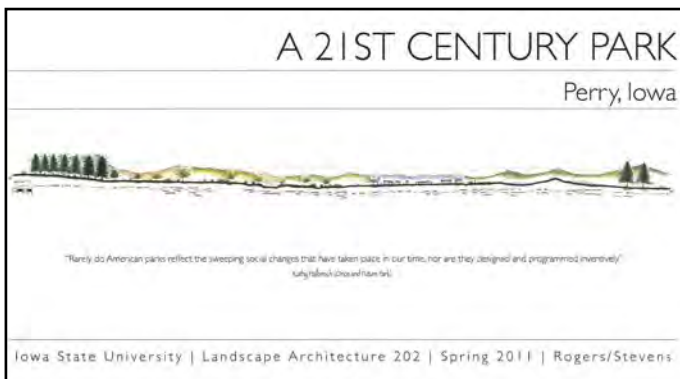 A 21ST CENTURY PARK
Perry, Iowa
"Rarely do American parks reflect the sweeping social changes that have taken place in our time, nor are they designed and programmed inventively"
Iowa State University | Landscape Architecture 202 | Spring 2011 | Rogers/Stevens